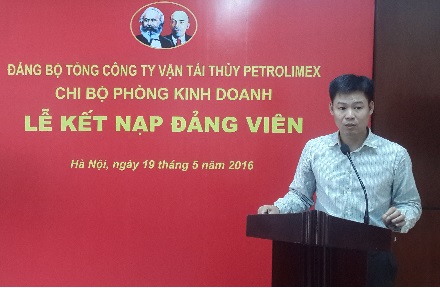 ĐẢNG BỘ TỔNG CÔNG TY VẬN TẢI THỦY PETROLIMEX
CHI BỘ PHÒNG KINH DOANH
LỄ KẾT NẠP ĐẢNG VIÊN
Hà Nội, ngày 19 tháng 5 năm 2016